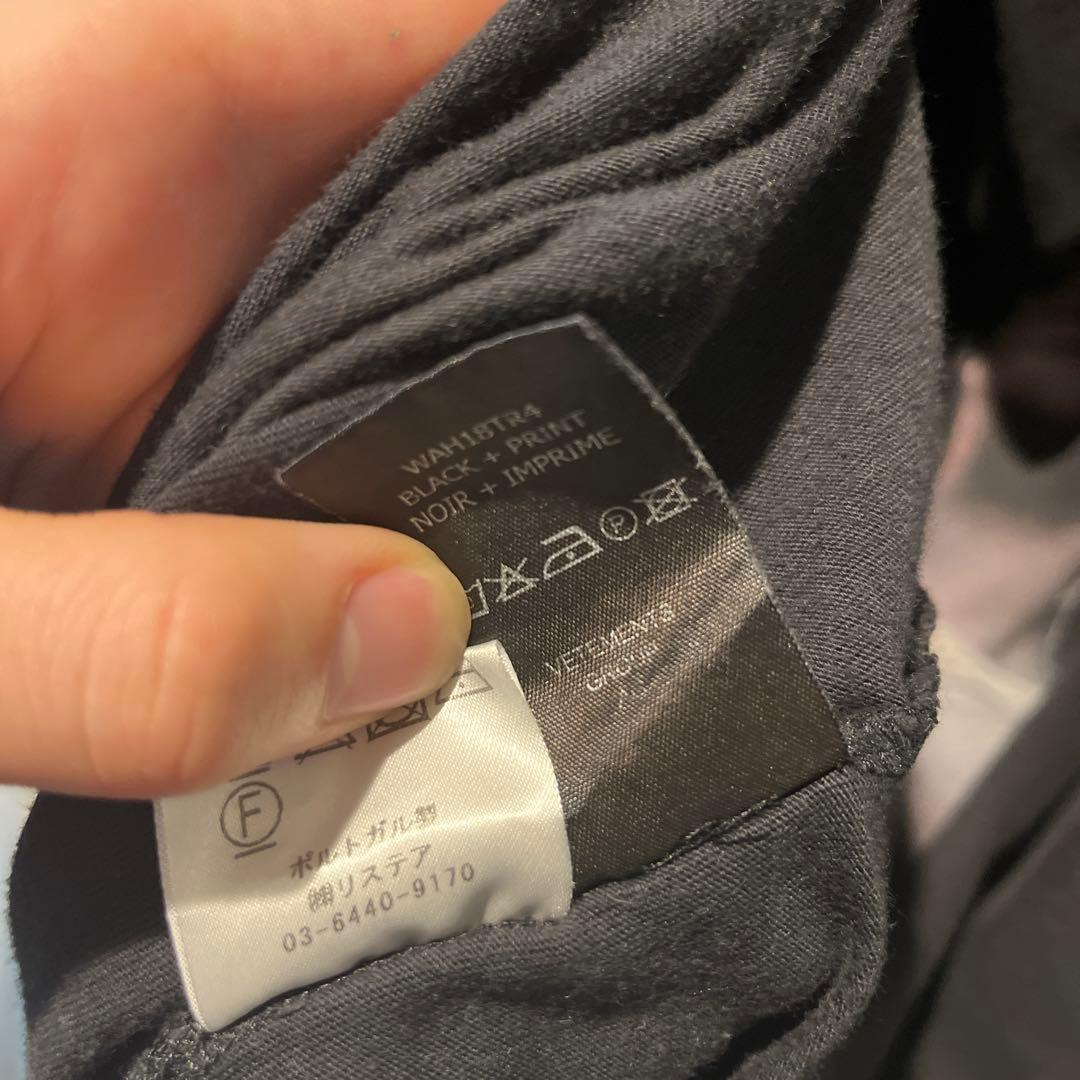 WAH18TR4
BLACK + PRINT
NOIR + IMPRIME
P
VETEMENTS
GROUP
F
ポルトガル製
㈱リステア
03-6440-9170